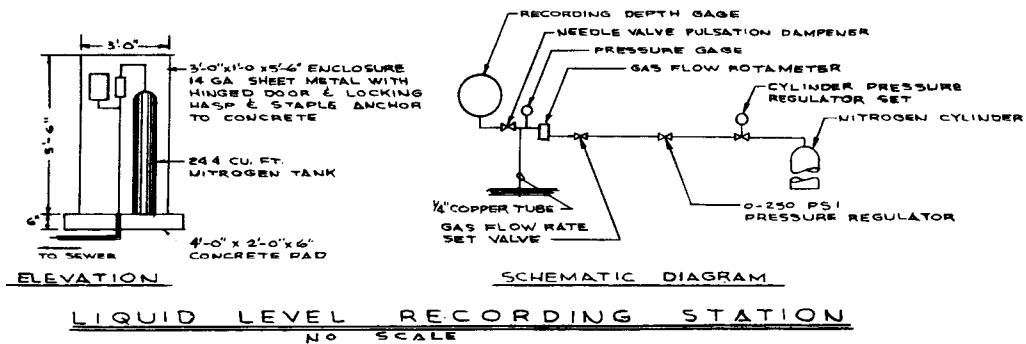 3'-0"
5'-6"
6"
3'-0"x1'-0 x5'-6" ENCLOSURE
14 GA SHEET METAL WITH
HINGED DOOR & LOCKING
HASP & STAPLE ANCHOR
TO CONCRETE
244 CU. FT.
NITROGEN TANK
4'-0" x 2'-0"x6"
CONCRETE PAD
TO SEWER
ELEVATION
RECORDING DEPTH GAGE
NEEDLE VALVE PULSATION DAMPENER
PRESSURE GAGE
GAS FLOW ROTAMETER
CYLINDER PRESSURE
REGULATOR SET
NITROGEN CYLINDER
1/4" COPPER TUBE
GAS FLOW RATE
SET VALVE
0-250 PSI
PRESSURE REGULATOR
SCHEMATIC DIAGRAM
LIQUID LEVEL RECORDING STATION
NO SCALE